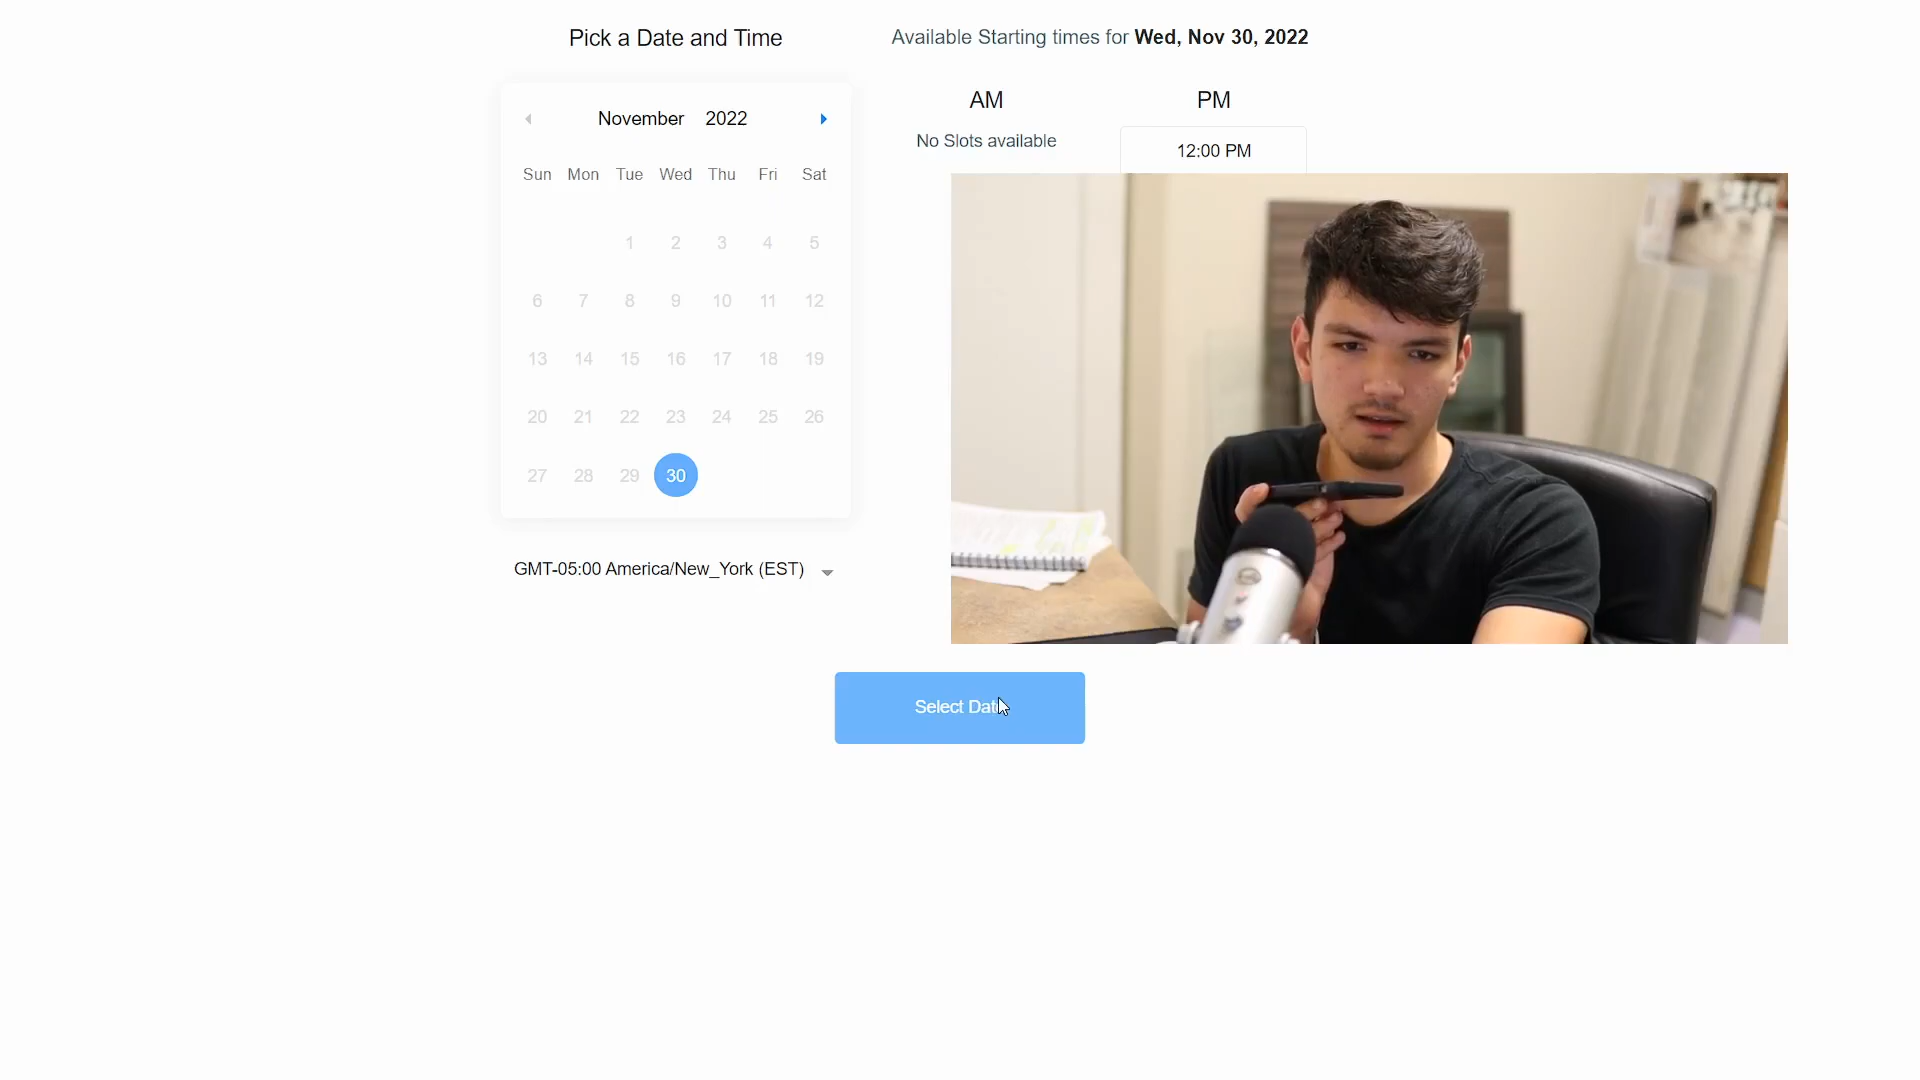 Pick a Date and Time
November 2022
Sun Mon Tue Wed Thu Fri Sat
1 2 3 4 5
6 7 8 9 10 11 12
13 14 15 16 17 18 19
20 21 22 23 24 25 26
27 28 29 30
GMT-05:00 America/New_York (EST)
Available Starting times for Wed, Nov 30, 2022
AM
No Slots available
PM
12:00 PM
Select Date